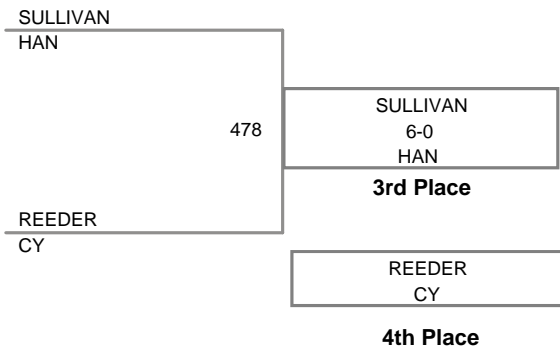 SULLIVAN
HAN
478
SULLIVAN
6-0
HAN
3rd Place
REEDER
CY
REEDER
CY
4th Place